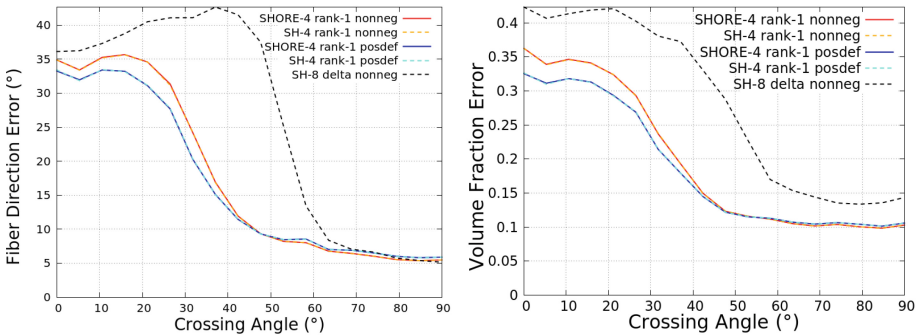 SHORE-4 rank-1 nonneg
SH-4 rank-1 nonneg
SHORE-4 rank-1 posdef
SH-4 rank-1 posdef
SH-8 delta nonneg
Fiber Direction Error (°)
40
35
30
25
20
15
10
5
0
0 10 20 30 40 50 60 70 80 90
Crossing Angle (°)
SHORE-4 rank-1 nonneg
SH-4 rank-1 nonneg
SHORE-4 rank-1 posdef
SH-4 rank-1 posdef
SH-8 delta nonneg
Volume Fraction Error
0.4
0.35
0.3
0.25
0.2
0.15
0.1
0.05
0
0 10 20 30 40 50 60 70 80 90
Crossing Angle (°)